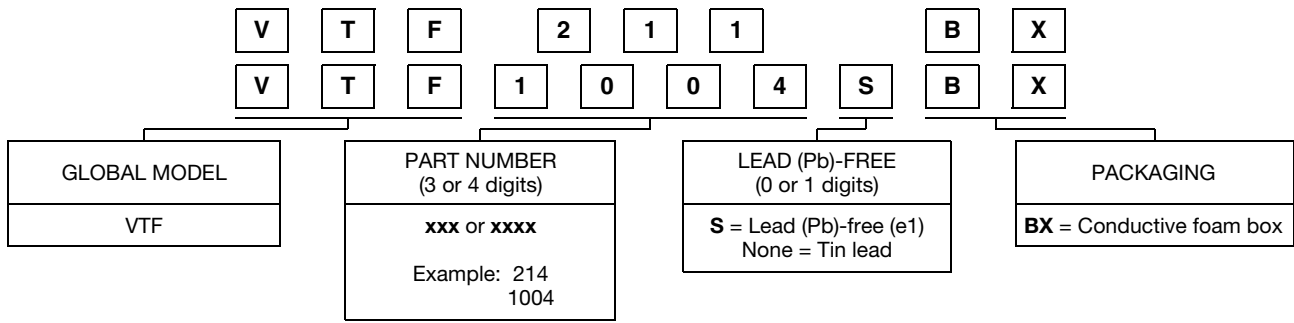 V T F 2 1 1 B X
V T F 1 0 0 4 S B X
GLOBAL MODEL
VTF
PART NUMBER
(3 or 4 digits)
xxx or xxxx
Example: 214
1004
LEAD (Pb)-FREE
(0 or 1 digits)
S = Lead (Pb)-free (e1)
None = Tin lead
PACKAGING
BX = Conductive foam box